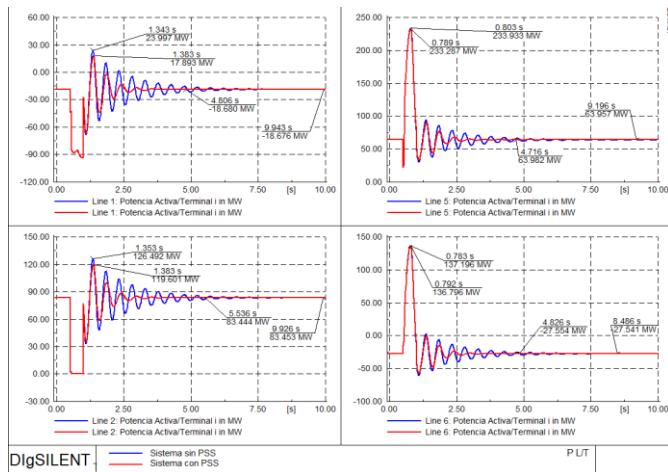 60.00
30.00
0.00
-30.00
-60.00
-90.00
-120.00
0.00 2.50 5.00 7.50 [s] 10.00
1.343 s
23.997 MW
1.383 s
17.893 MW
4.806 s
-18.680 MW
9.943 s
-18.676 MW
Line 1: Potencia Activa/Terminal i in MW
Line 1: Potencia Activa/Terminal i in MW
250.00
200.00
150.00
100.00
50.00
0.00
0.00 2.50 5.00 7.50 [s] 10.00
0.803 s
233.933 MW
0.789 s
233.287 MW
9.196 s
63.957 MW
4.716 s
63.982 MW
Line 5: Potencia Activa/Terminal i in MW
Line 5: Potencia Activa/Terminal i in MW
150.00
120.00
90.00
60.00
30.00
0.00
-30.00
0.00 2.50 5.00 7.50 [s] 10.00
1.353 s
126.492 MW
1.383 s
119.601 MW
5.536 s
83.444 MW
9.926 s
83.453 MW
Line 2: Potencia Activa/Terminal i in MW
Line 2: Potencia Activa/Terminal i in MW
150.00
100.00
50.00
0.00
-50.00
-100.00
0.00 2.50 5.00 7.50 [s] 10.00
0.783 s
137.196 MW
0.792 s
136.796 MW
4.826 s
-27.554 MW
8.486 s
-27.541 MW
Line 6: Potencia Activa/Terminal i in MW
Line 6: Potencia Activa/Terminal i in MW
DIgSILENT
Sistema sin PSS
Sistema con PSS
P L/T